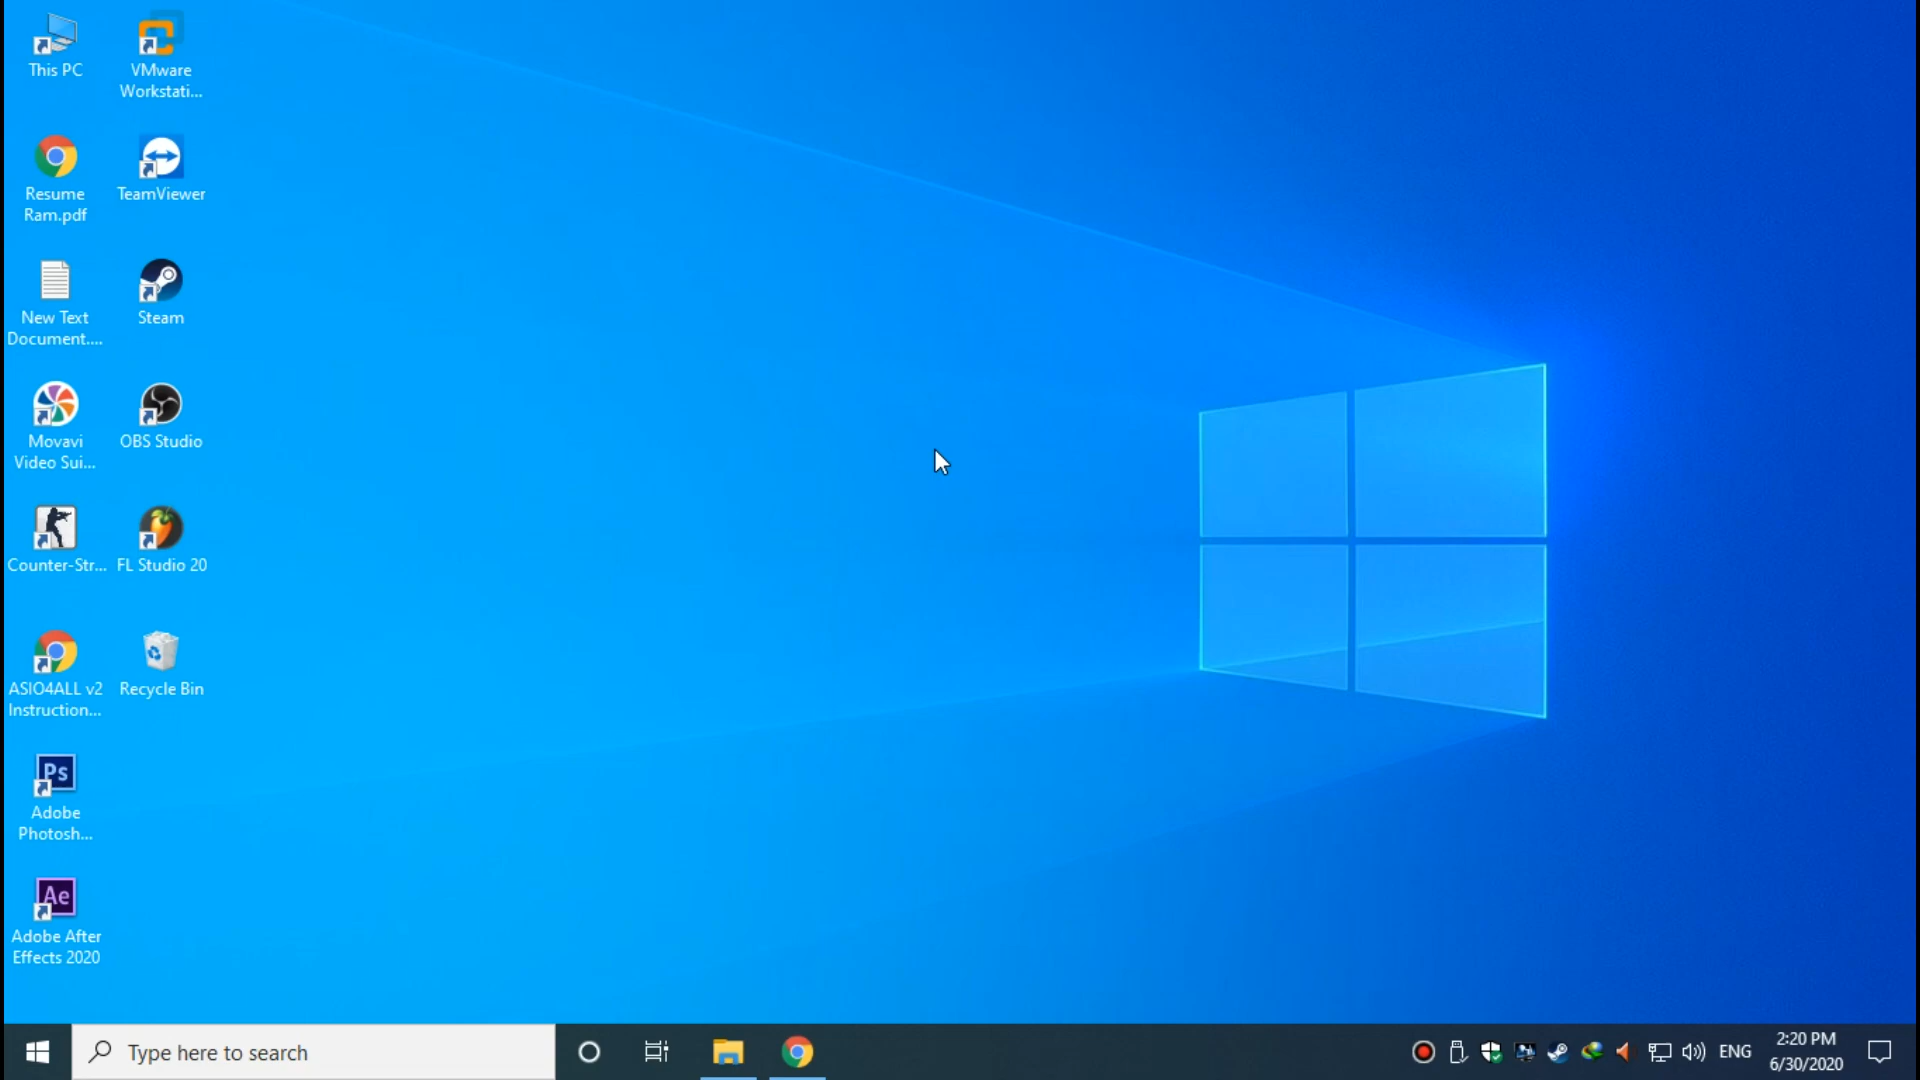 This PC
VMware
Workstati...
Resume
Ram.pdf
TeamViewer
New Text
Document....
Steam
Movavi
Video Sui...
OBS Studio
Counter-Str...
FL Studio 20
ASIO4ALL v2
Instruction...
Recycle Bin
Ps
Adobe
Photosh...
Ae
Adobe After
Effects 2020
Type here to search
ENG
2:20 PM
6/30/2020